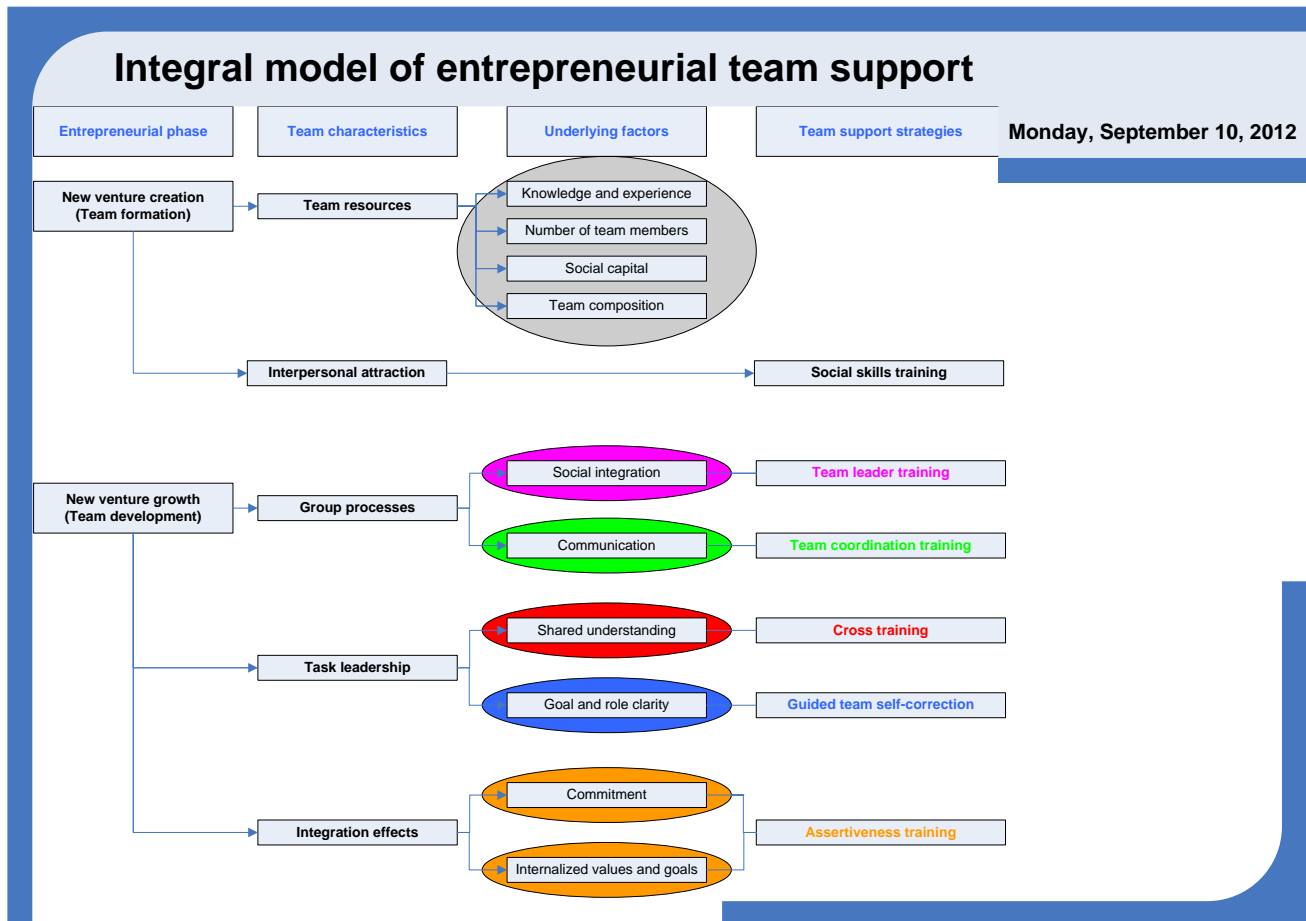 Integral model of entrepreneurial team support
Entrepreneurial phase
Team characteristics
Underlying factors
Team support strategies
Monday, September 10, 2012
New venture creation
(Team formation)
Team resources
Knowledge and experience
Number of team members
Social capital
Team composition
Interpersonal attraction
Social skills training
New venture growth
(Team development)
Group processes
Social integration
Team leader training
Communication
Team coordination training
Task leadership
Shared understanding
Cross training
Goal and role clarity
Guided team self-correction
Integration effects
Commitment
Internalized values and goals
Assertiveness training